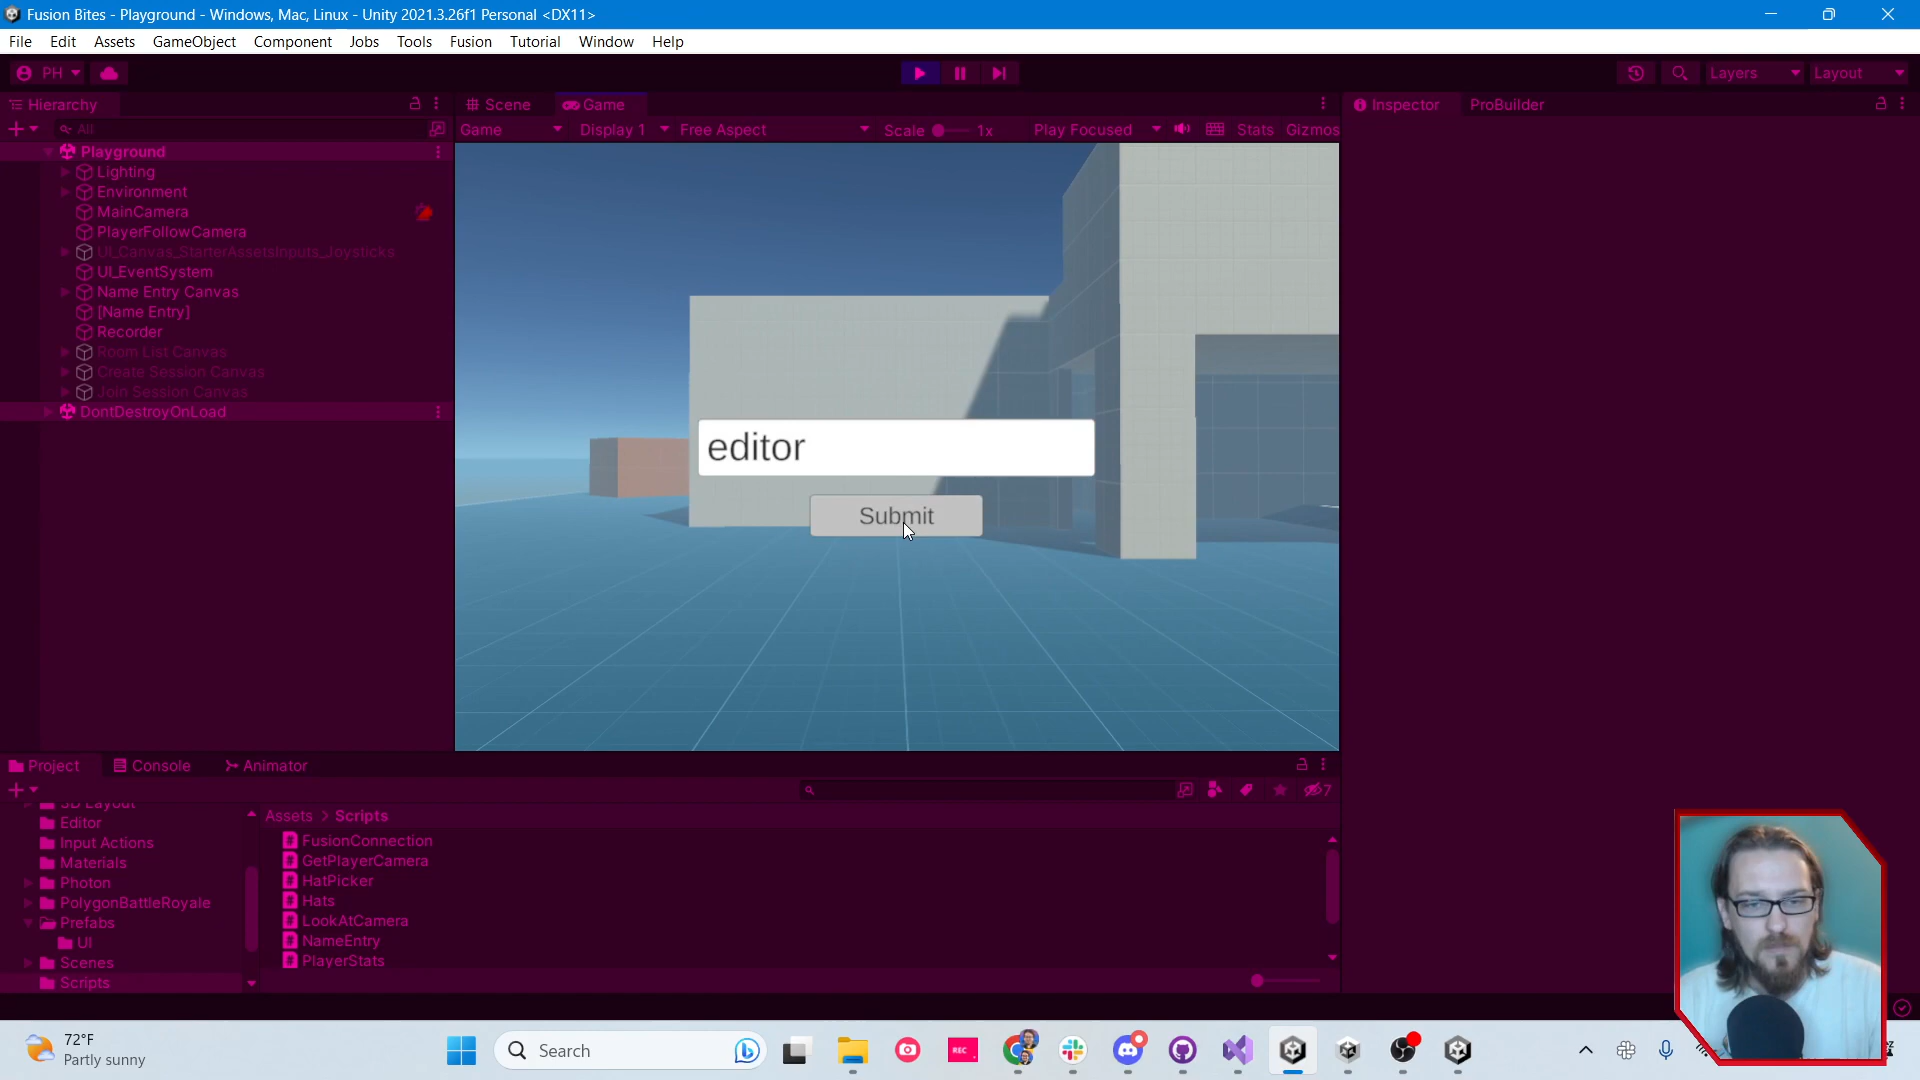 Fusion Bites - Playground - Windows, Mac, Linux - Unity 2021.3.26f1 Personal <DX11>
File Edit Assets GameObject Component Jobs Tools Fusion Tutorial Window Help
PH Layers Layout
Hierarchy
All
Playground
Lighting
Environment
MainCamera
PlayerFollowCamera
UI_Canvas_StarterAssetsInputs_Joysticks
UI_EventSystem
Name Entry Canvas
[Name Entry]
Recorder
Room List Canvas
Create Session Canvas
Join Session Canvas
DontDestroyOnLoad
Scene Game
Game Display 1 Free Aspect Scale 1x Play Focused Stats Gizmos
editor
Submit
Inspector ProBuilder
Project Console Animator
7
3D Layout
Editor
Input Actions
Materials
Photon
PolygonBattleRoyale
Prefabs
UI
Scenes
Scripts
Assets > Scripts
FusionConnection
GetPlayerCamera
HatPicker
Hats
LookAtCamera
NameEntry
PlayerStats
72°F
Partly sunny
Search
REC